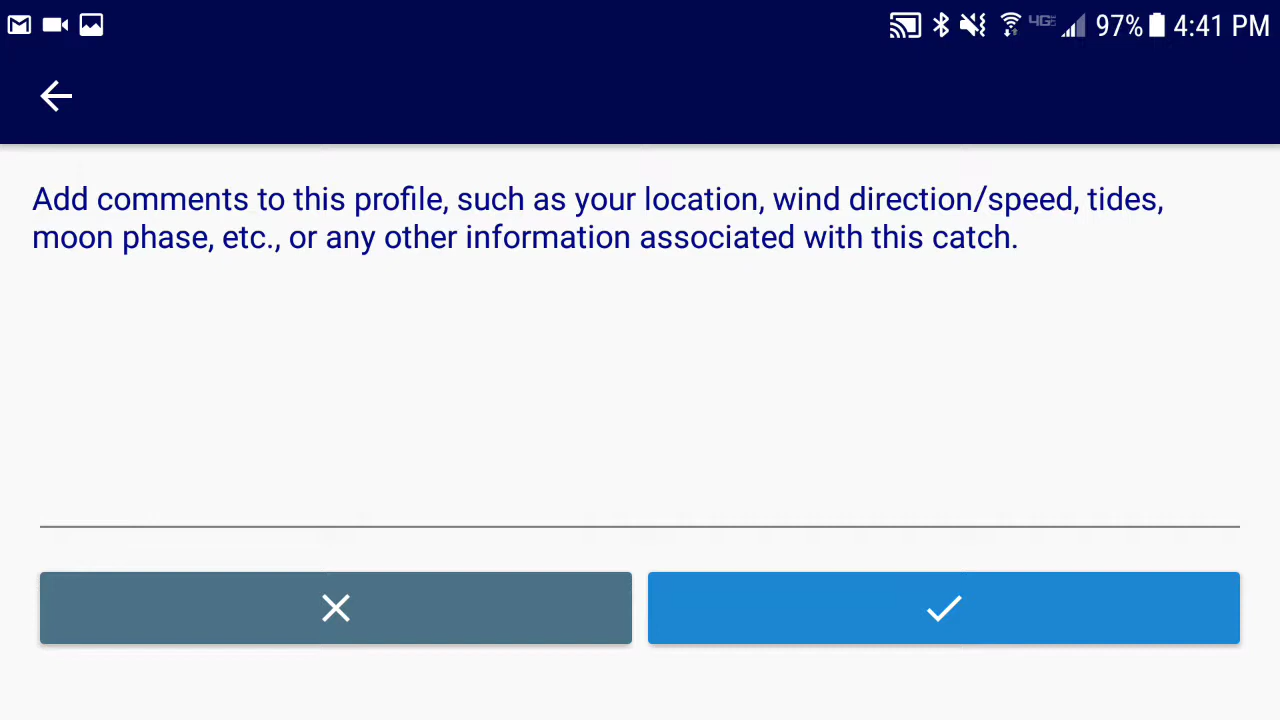 4G 97% 4:41 PM
Add comments to this profile, such as your location, wind direction/speed, tides,
moon phase, etc., or any other information associated with this catch.